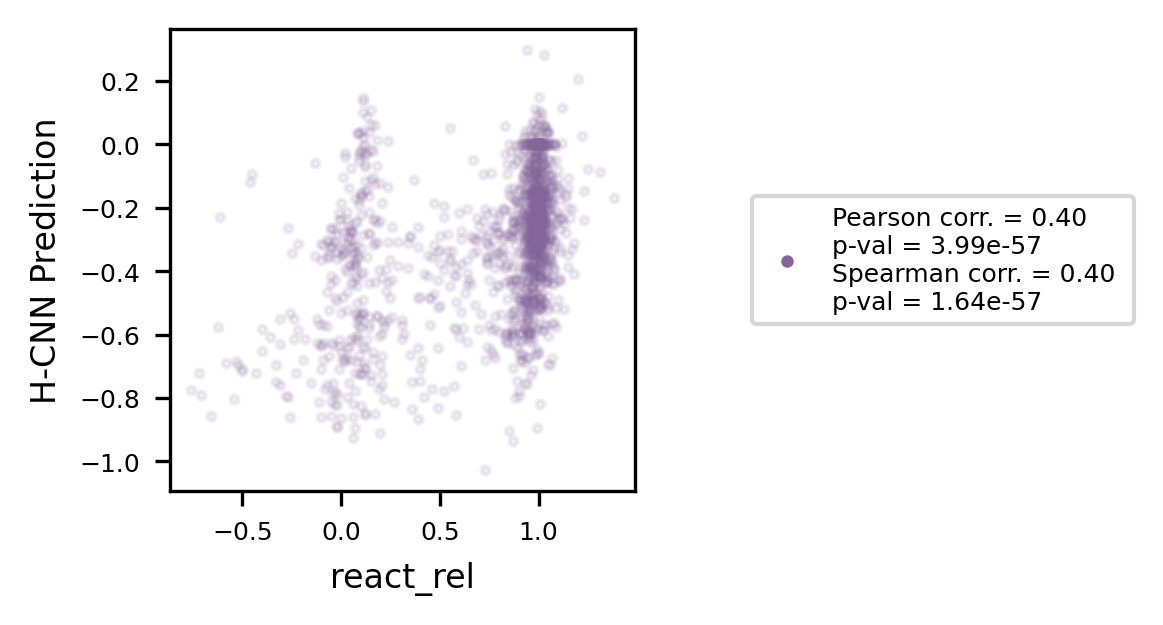 H-CNN Prediction
0.2
0.0
−0.2
−0.4
−0.6
−0.8
−1.0
−0.5
0.0
0.5
1.0
react_rel
Pearson corr. = 0.40
p-val = 3.99e-57
Spearman corr. = 0.40
p-val = 1.64e-57